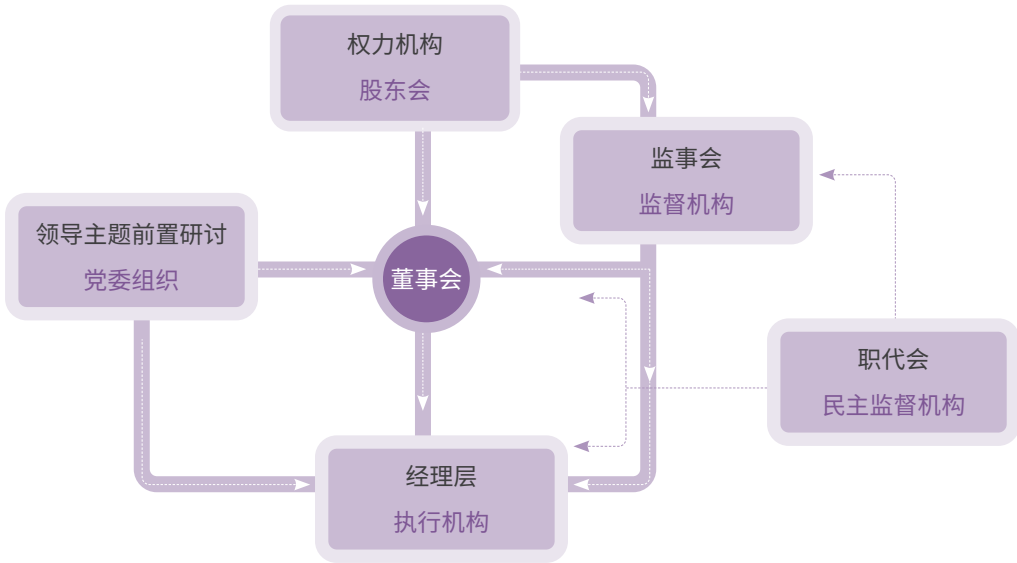 权力机构
股东会
监事会
监督机构
领导主题前置研讨
党委组织
董事会
职代会
民主监督机构
经理层
执行机构